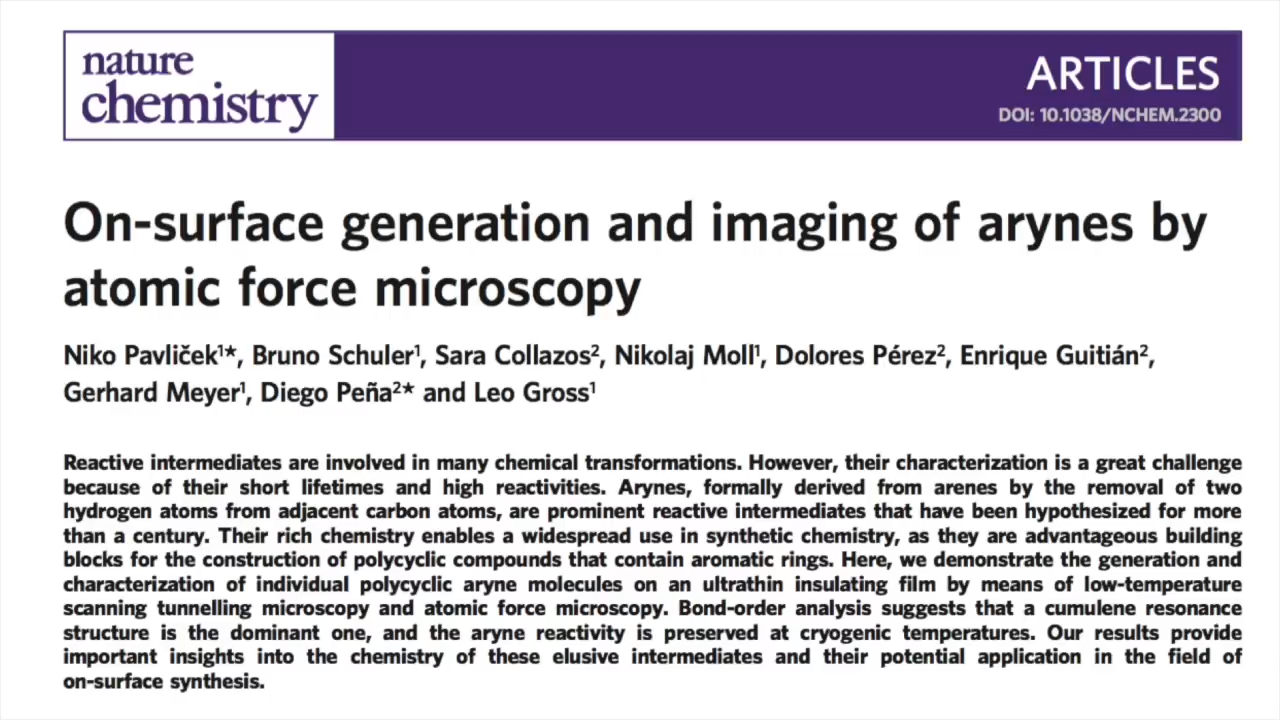 nature
chemistry
ARTICLES
DOI: 10.1038/NCHEM.2300
On-surface generation and imaging of arynes by
atomic force microscopy
Niko Pavliček¹*, Bruno Schuler¹, Sara Collazos², Nikolaj Moll¹, Dolores Pérez², Enrique Guitián²,
Gerhard Meyer¹, Diego Peña²* and Leo Gross¹
Reactive intermediates are involved in many chemical transformations. However, their characterization is a great challenge
because of their short lifetimes and high reactivities. Arynes, formally derived from arenes by the removal of two
hydrogen atoms from adjacent carbon atoms, are prominent reactive intermediates that have been hypothesized for more
than a century. Their rich chemistry enables a widespread use in synthetic chemistry, as they are advantageous building
blocks for the construction of polycyclic compounds that contain aromatic rings. Here, we demonstrate the generation and
characterization of individual polycyclic aryne molecules on an ultrathin insulating film by means of low-temperature
scanning tunnelling microscopy and atomic force microscopy. Bond-order analysis suggests that a cumulene resonance
structure is the dominant one, and the aryne reactivity is preserved at cryogenic temperatures. Our results provide
important insights into the chemistry of these elusive intermediates and their potential application in the field of
on-surface synthesis.